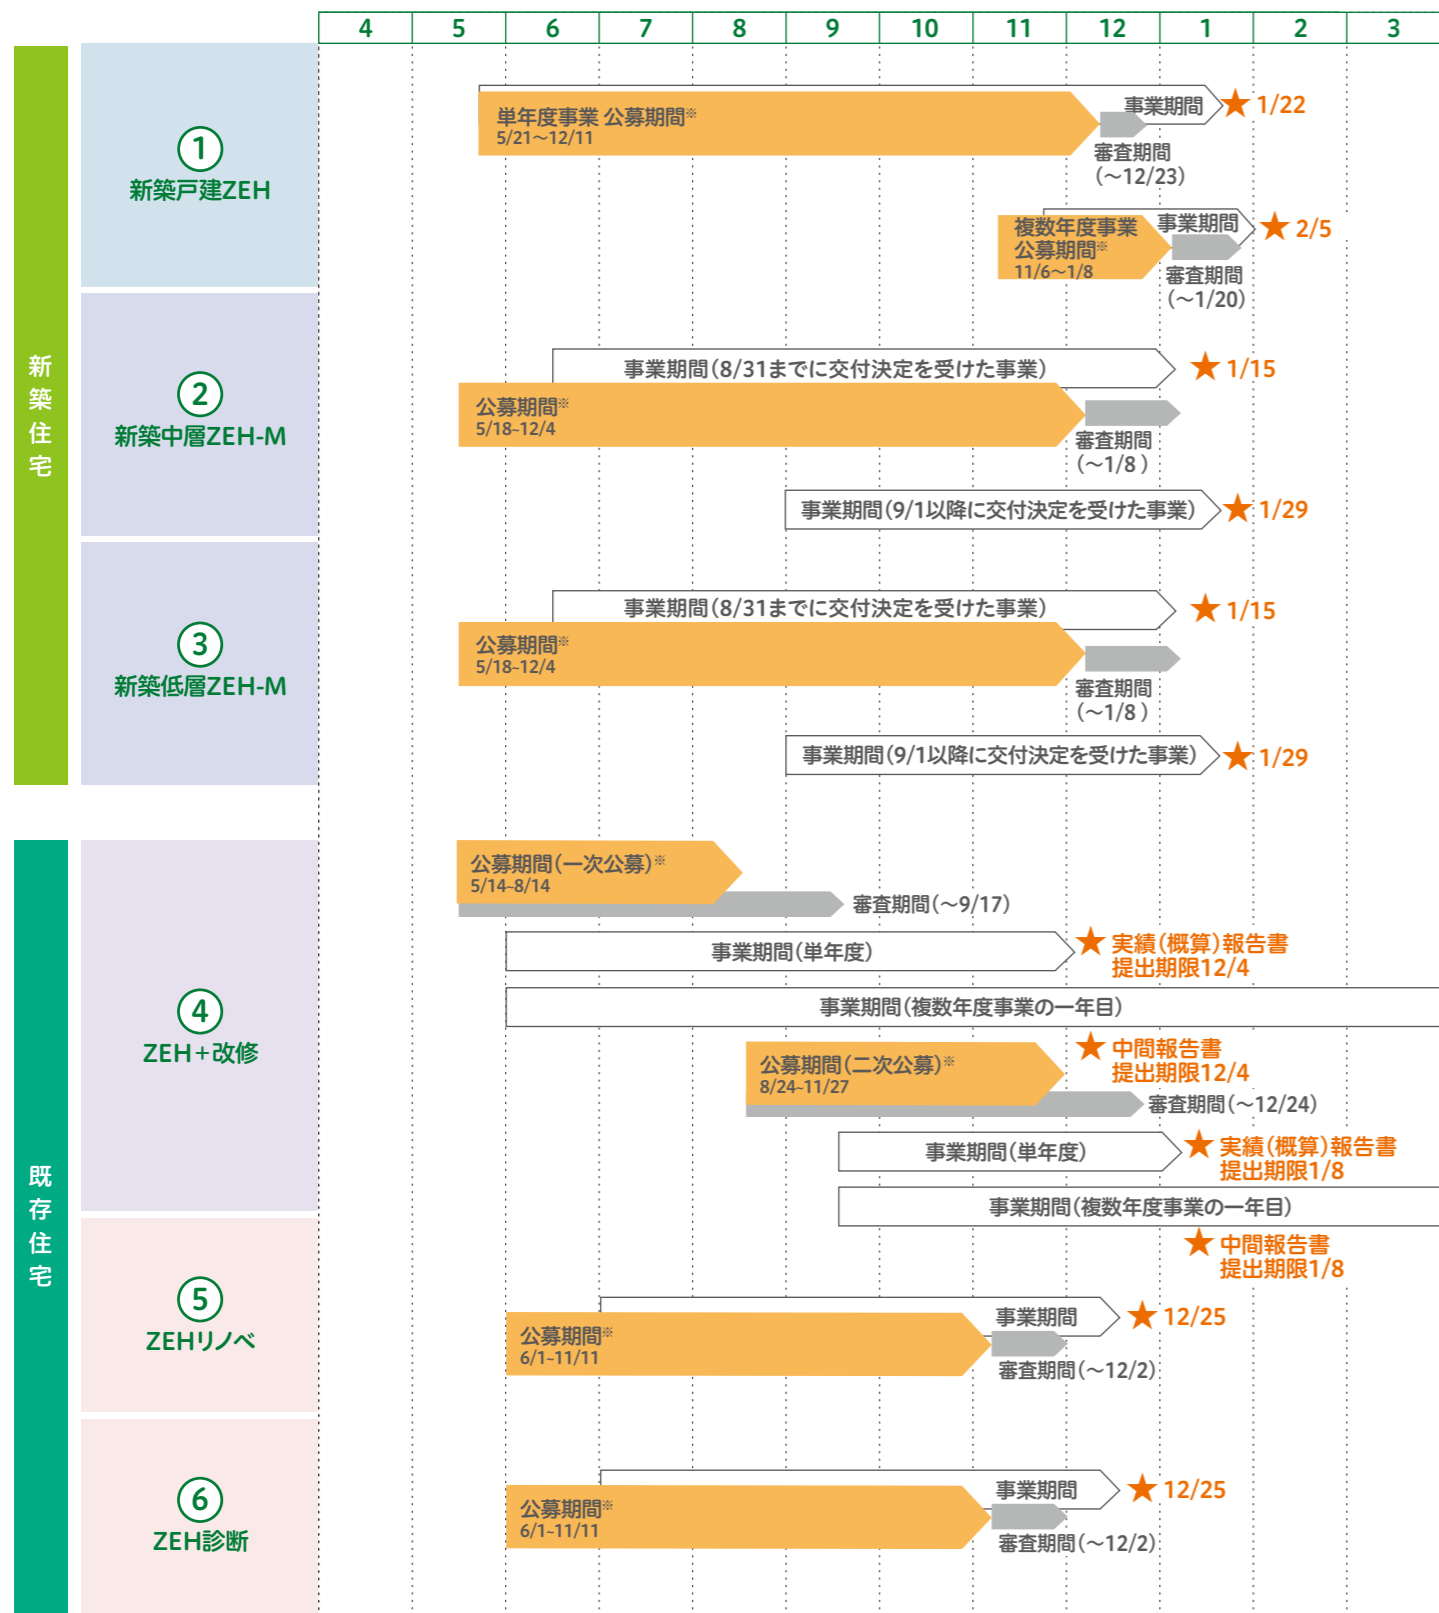 4 5 6 7 8 9 10 11 12 1 2 3
新築住宅
①
新築戸建ZEH
単年度事業 公募期間※
5/21～12/11
事業期間
★ 1/22
審査期間
（～12/23）
複数年度事業
公募期間※
11/6～1/8
事業期間
★ 2/5
審査期間
（～1/20）
②
新築中層ZEH-M
事業期間（8/31までに交付決定を受けた事業）
★ 1/15
公募期間※
5/18~12/4
審査期間
（～1/8 ）
事業期間（9/1以降に交付決定を受けた事業）
★ 1/29
③
新築低層ZEH-M
事業期間（8/31までに交付決定を受けた事業）
★ 1/15
公募期間※
5/18~12/4
審査期間
（～1/8 ）
事業期間（9/1以降に交付決定を受けた事業）
★ 1/29
既存住宅
④
ZEH＋改修
公募期間（一次公募）※
5/14~8/14
審査期間（～9/17）
事業期間（単年度）
★ 実績（概算）報告書
提出期限12/4
事業期間（複数年度事業の一年目）
★ 中間報告書
提出期限12/4
公募期間（二次公募）※
8/24~11/27
審査期間（～12/24）
事業期間（単年度）
★ 実績（概算）報告書
提出期限1/8
事業期間（複数年度事業の一年目）
★ 中間報告書
提出期限1/8
⑤
ZEHリノベ
事業期間
★ 12/25
公募期間※
6/1~11/11
審査期間（～12/2）
⑥
ZEH診断
事業期間
★ 12/25
公募期間※
6/1~11/11
審査期間（～12/2）